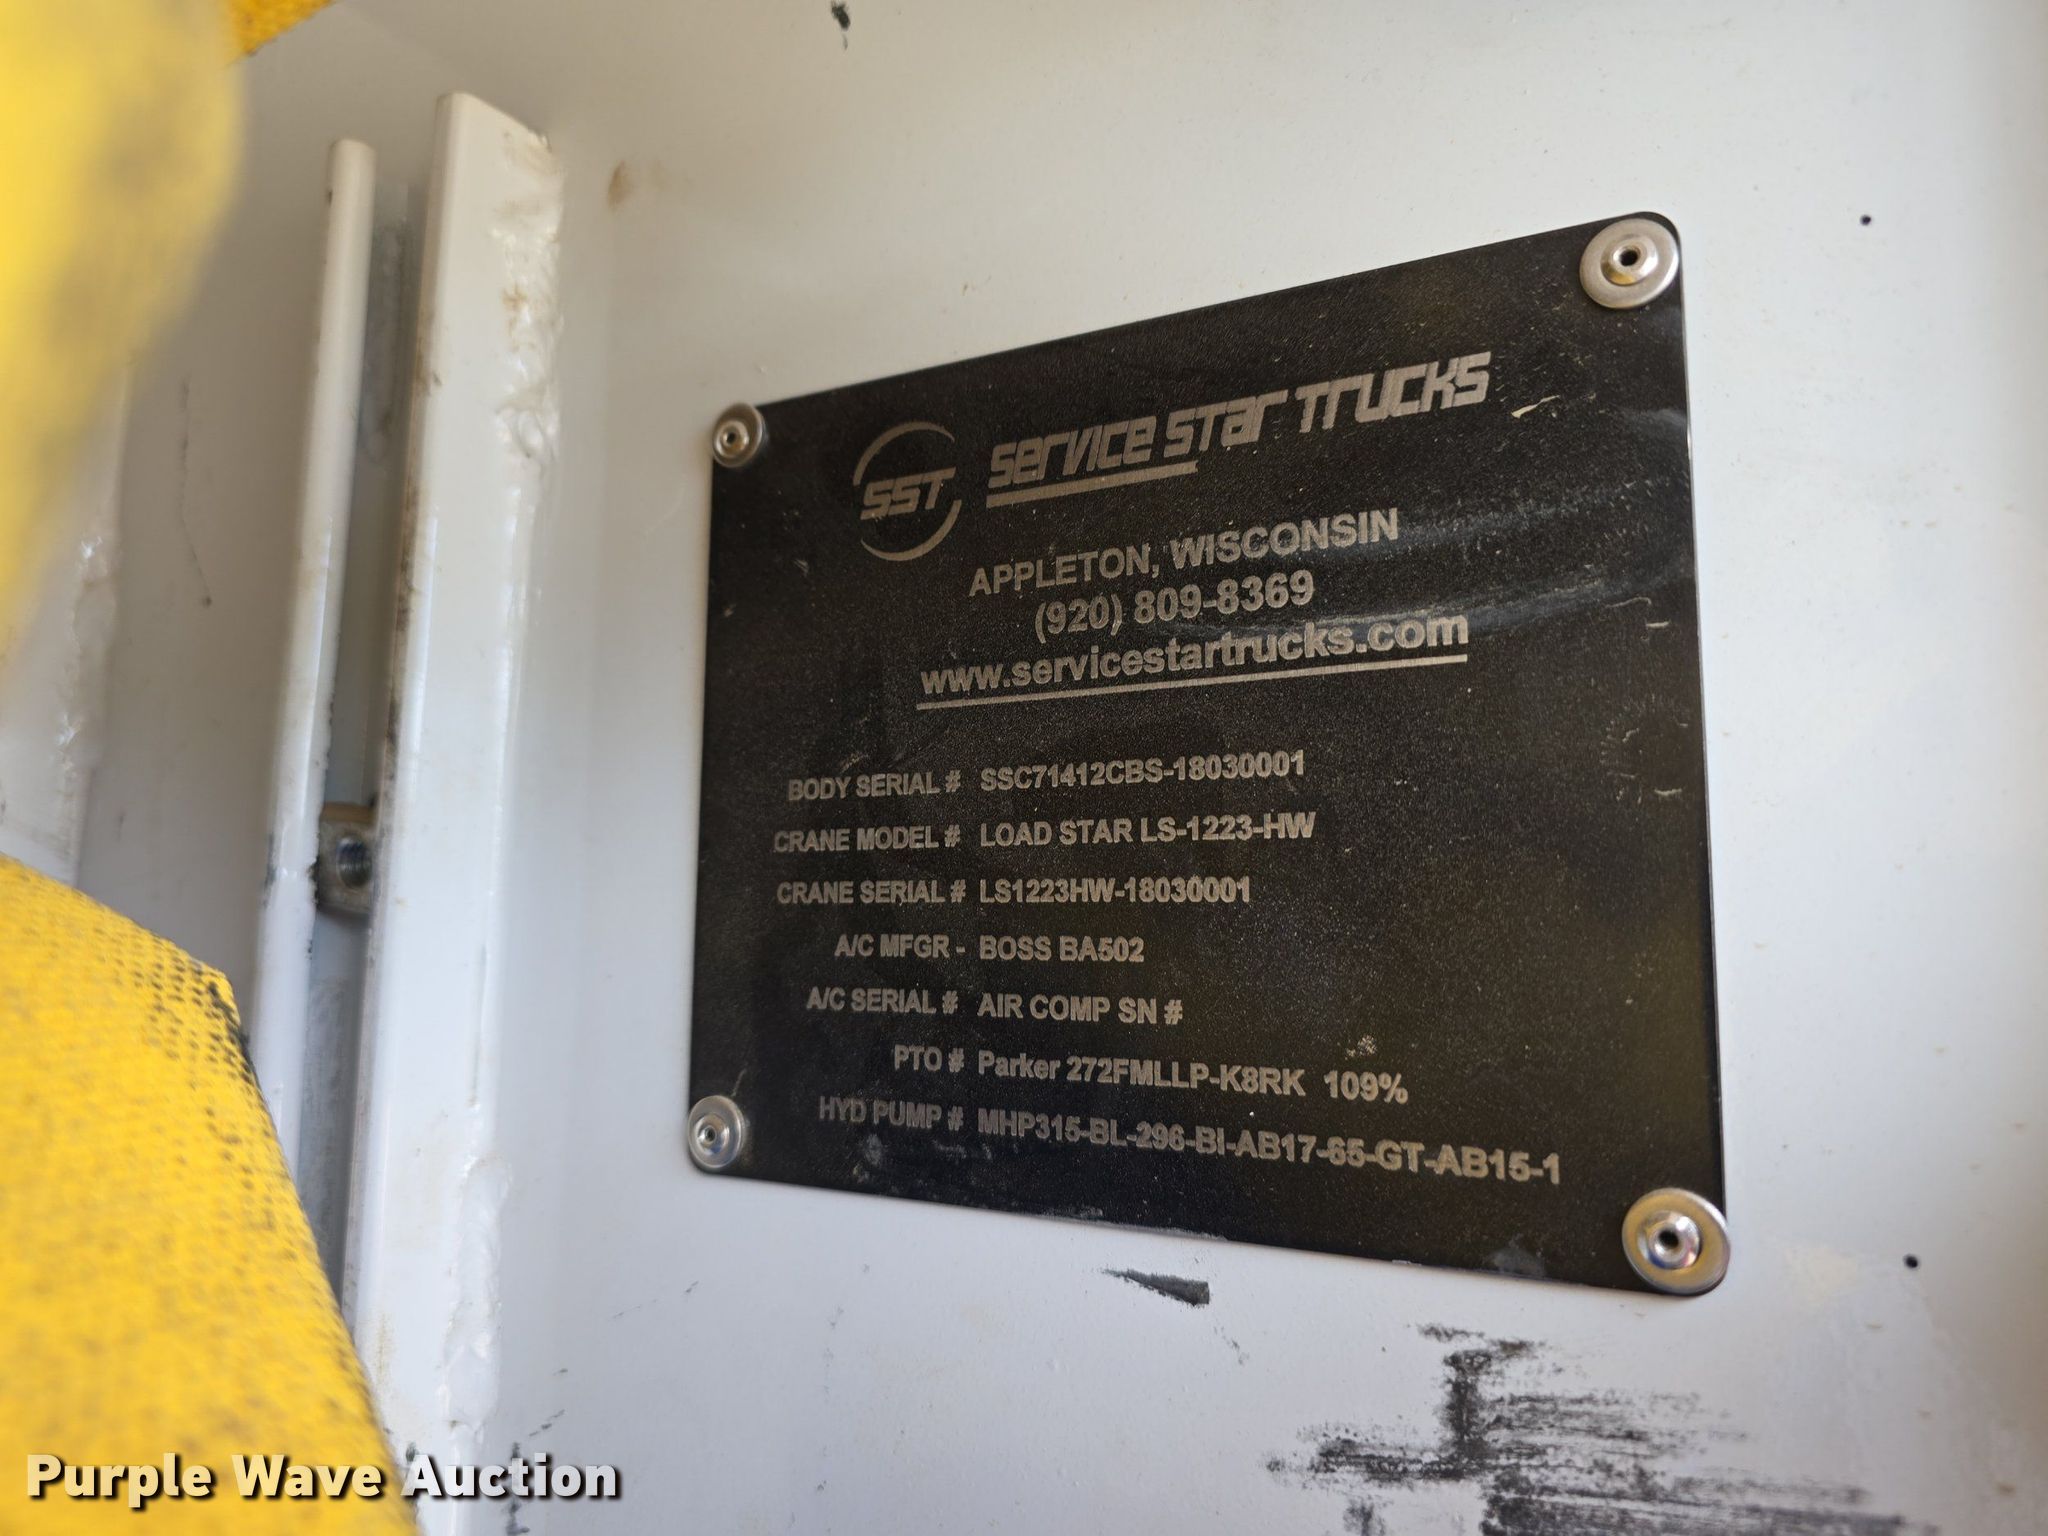 SST SERVICE STAR TRUCKS
APPLETON, WISCONSIN
(920) 809-8369
www.servicestartrucks.com
BODY SERIAL # SSC71412CBS-18030001
CRANE MODEL # LOAD STAR LS-1223-HW
CRANE SERIAL # LS1223HW-18030001
A/C MFGR - BOSS BA502
A/C SERIAL # AIR COMP SN #
PTO # Parker 272FMLLP-K8RK 109%
HYD PUMP # MHP315-BL-296-BI-AB17-65-GT-AB15-1
Purple Wave Auction